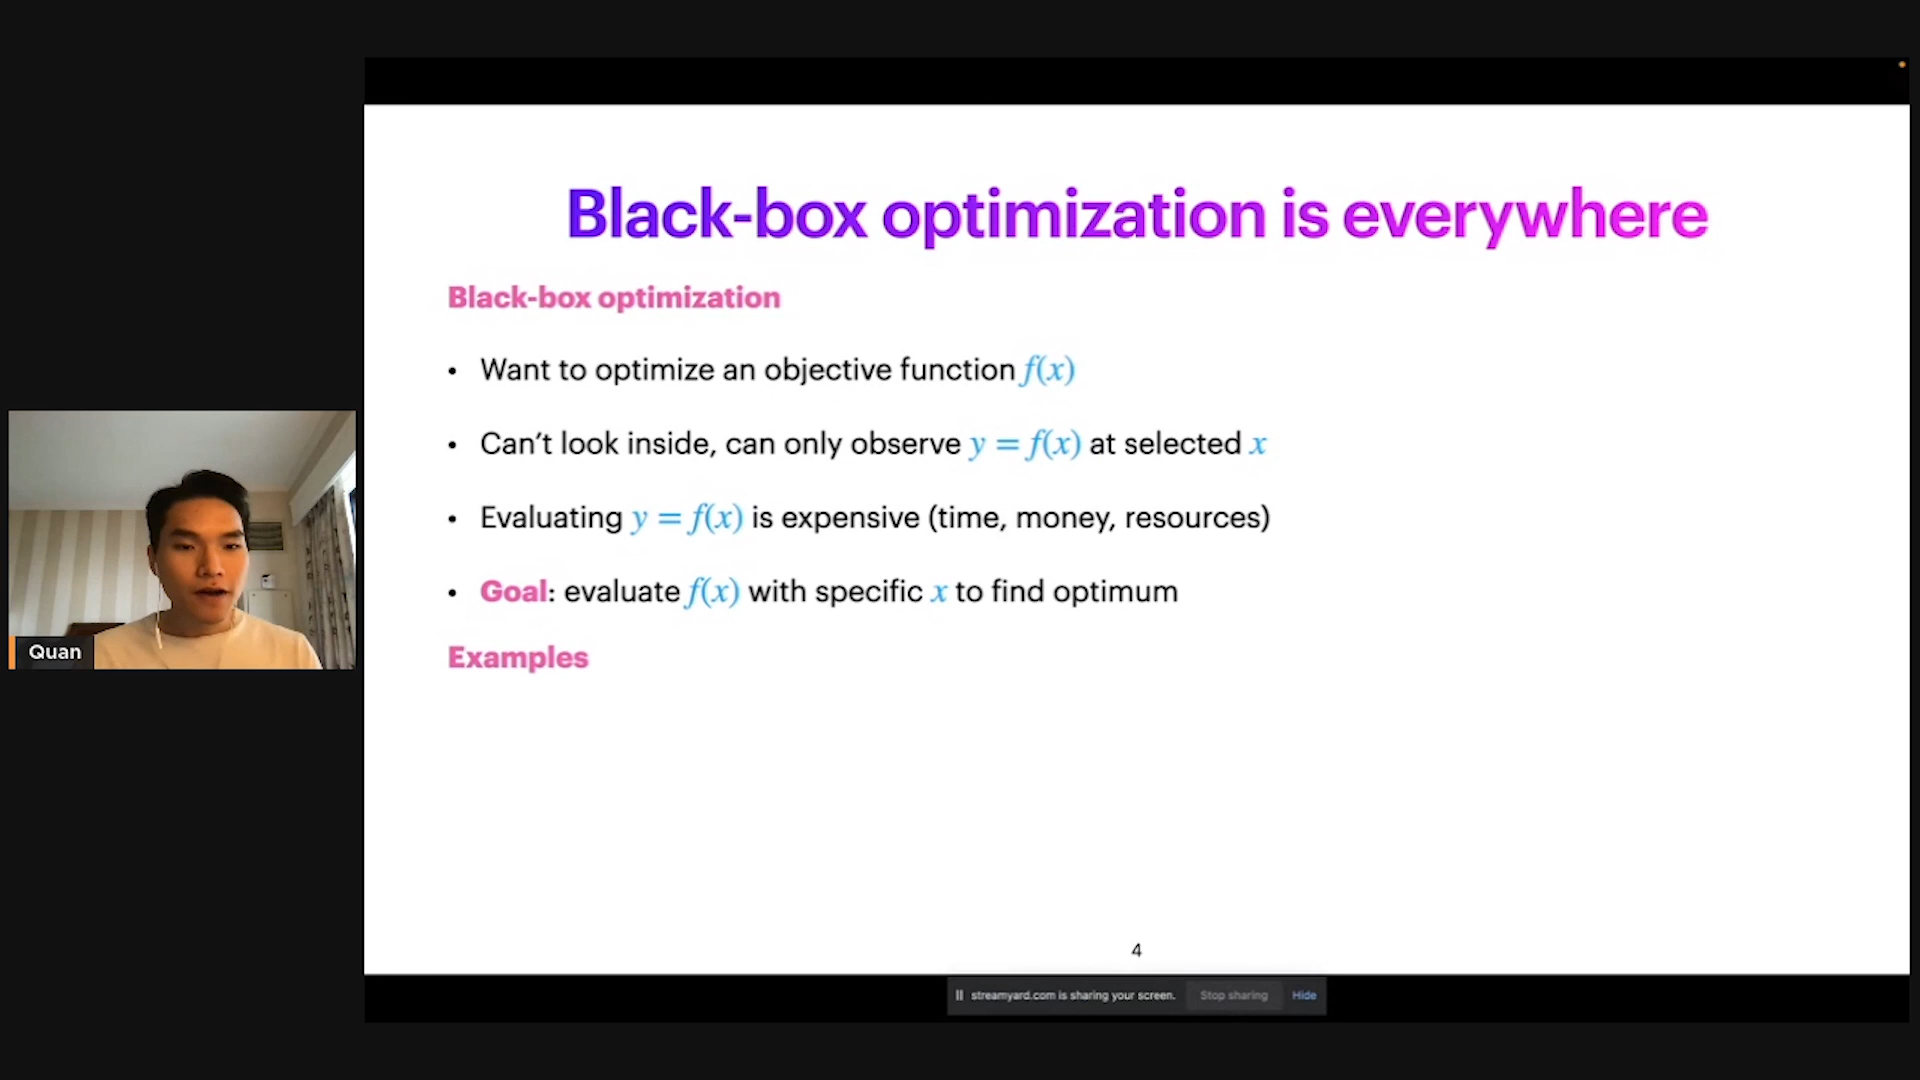 Black-box optimization is everywhere
Black-box optimization
• Want to optimize an objective function f(x)
• Can’t look inside, can only observe y = f(x) at selected x
• Evaluating y = f(x) is expensive (time, money, resources)
• Goal: evaluate f(x) with specific x to find optimum
Examples
Quan
4
streamyard.com is sharing your screen. Stop sharing Hide